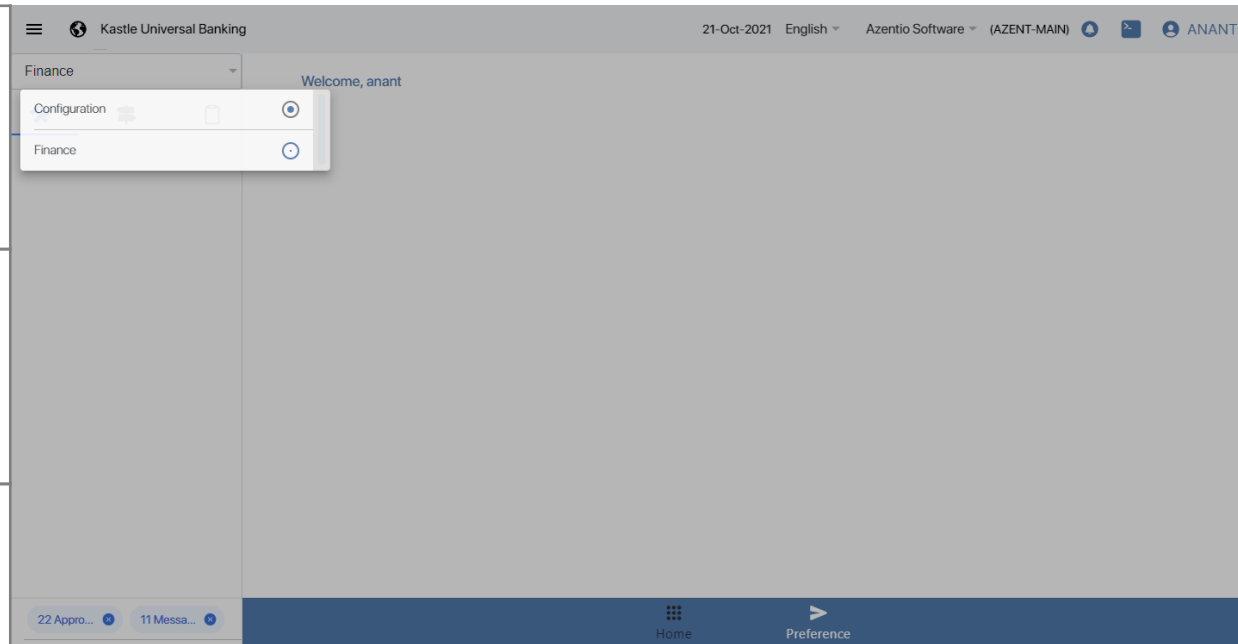 Kastle Universal Banking
21-Oct-2021 English Azentio Software (AZENT-MAIN) ANANT
Finance
Welcome, anant
Configuration
Finance
22 Appro... 11 Messa...
Home Preference